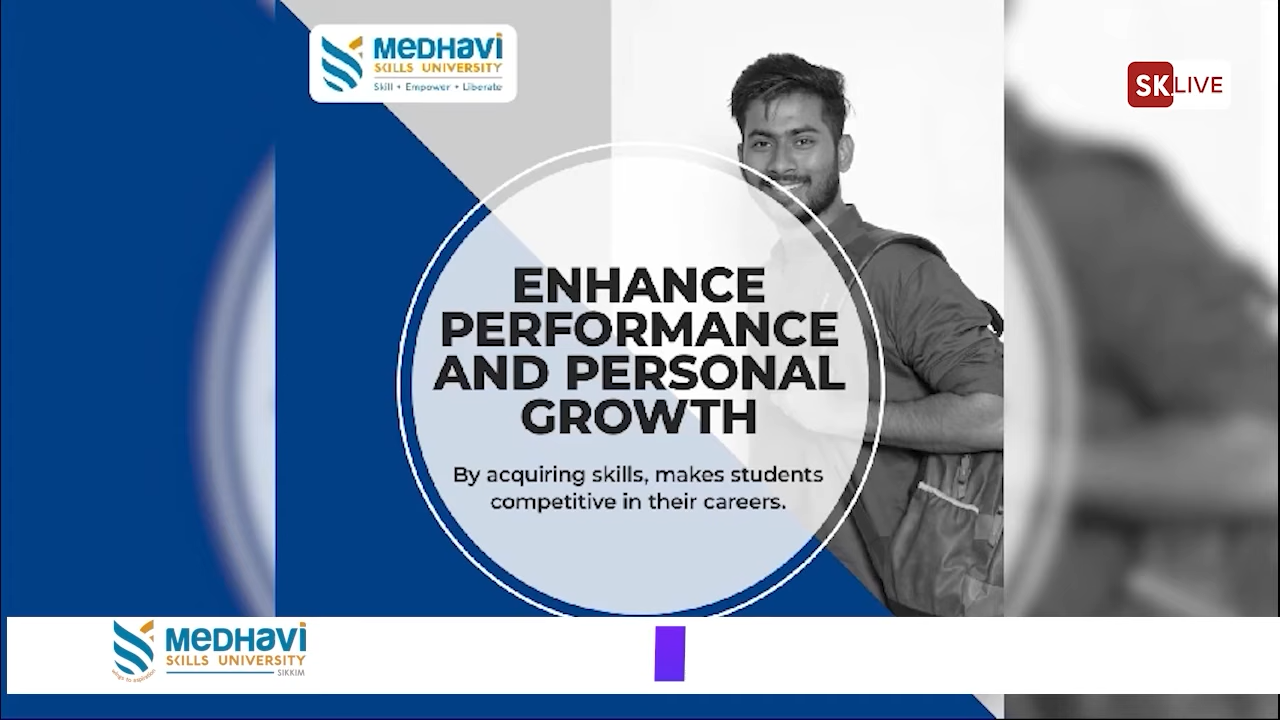 MEDHAVI
SKILLS UNIVERSITY
Skill • Empower • Liberate
SK LIVE
ENHANCE
PERFORMANCE
AND PERSONAL
GROWTH
By acquiring skills, makes students
competitive in their careers.
MEDHAVI
SKILLS UNIVERSITY
SIKKIM